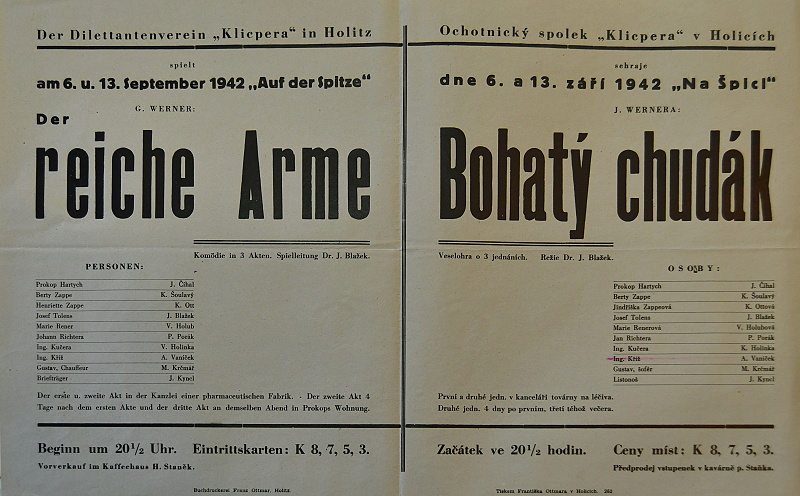 Der Dilettantenverein „Klicpera“ in Holitz
spielt
am 6. u. 13. September 1942 „Auf der Spitze“
G. WERNER:
Der
reiche Arme
Komödie in 3 Akten. Spielleitung Dr. J. Blažek.
PERSONEN:
Prokop Hartych J. Číhal
Berty Zappe K. Šoulavý
Henriette Zappe K. Ott
Josef Tolens J. Blažek
Marie Rener V. Holub
Johann Richtera P. Porák
Ing. Kučera V. Holinka
Ing. Kříž A. Vaníček
Gustav, Chauffeur M. Krčmář
Briefträger J. Kyncl
Der erste u. zweite Akt in der Kanzlei einer pharmaceutischen Fabrik. - Der zweite Akt 4
Tage nach dem ersten Akte und der dritte Akt an demselben Abend in Prokops Wohnung.
Beginn um 20½ Uhr. Eintrittskarten: K 8, 7, 5, 3.
Vorverkauf im Kaffeehaus H. Staněk.
Buchdruckerei Franz Ottmar, Holitz.
Ochotnický spolek „Klicpera“ v Holicích
sehraje
dne 6. a 13. září 1942 „Na Špici“
J. WERNERA:
Bohatý chudák
Veselohra o 3 jednáních. Režie Dr. J. Blažek.
OSOBY:
Prokop Hartych J. Číhal
Berty Zappe K. Šoulavý
Jindřiška Zappeová K. Ottová
Josef Tolens J. Blažek
Marie Renerová V. Holubová
Jan Richtera P. Porák
Ing. Kučera K. Holinka
Ing. Kříž A. Vaníček
Gustav, šofér M. Krčmář
Listonoš J. Kyncl
První a druhé jedn. v kanceláři továrny na léčiva.
Druhé jedn. 4 dny po prvním, třetí téhož večera.
Začátek ve 20½ hodin. Ceny míst: K 8, 7, 5, 3.
Předprodej vstupenek v kavárně p. Staňka.
Tiskem Františka Ottmara v Holicích. 262